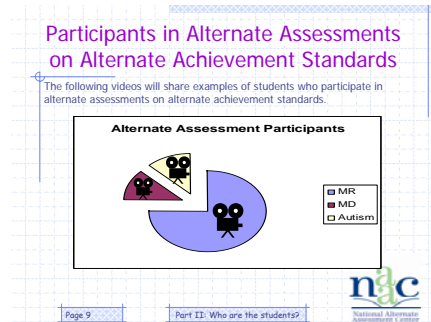 Participants in Alternate Assessments
on Alternate Achievement Standards
The following videos will share examples of students who participate in
alternate assessments on alternate achievement standards.
Alternate Assessment Participants
MR
MD
Autism
naac
National Alternate
Assessment Center
Page 9
Part II: Who are the students?